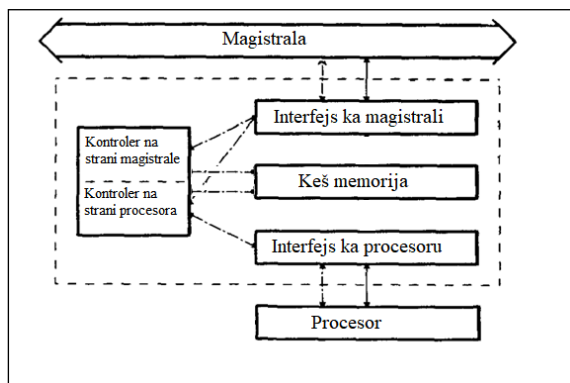 Magistrala
Interfejs ka magistrali
Kontroler na
strani magistrale
Keš memorija
Kontroler na
strani procesora
Interfejs ka procesoru
Procesor